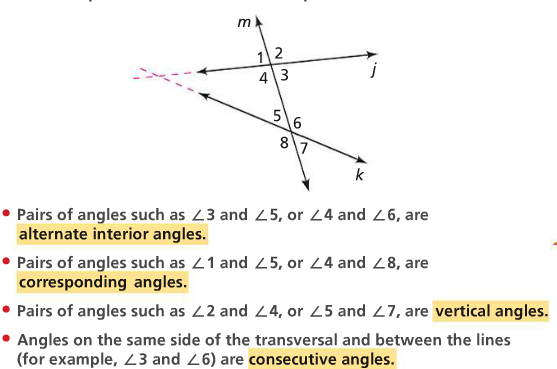 m
1 2
j
4 3
5 6
8 7
k
• Pairs of angles such as ∠3 and ∠5, or ∠4 and ∠6, are
alternate interior angles.
• Pairs of angles such as ∠1 and ∠5, or ∠4 and ∠8, are
corresponding angles.
• Pairs of angles such as ∠2 and ∠4, or ∠5 and ∠7, are vertical angles.
• Angles on the same side of the transversal and between the lines
(for example, ∠3 and ∠6) are consecutive angles.